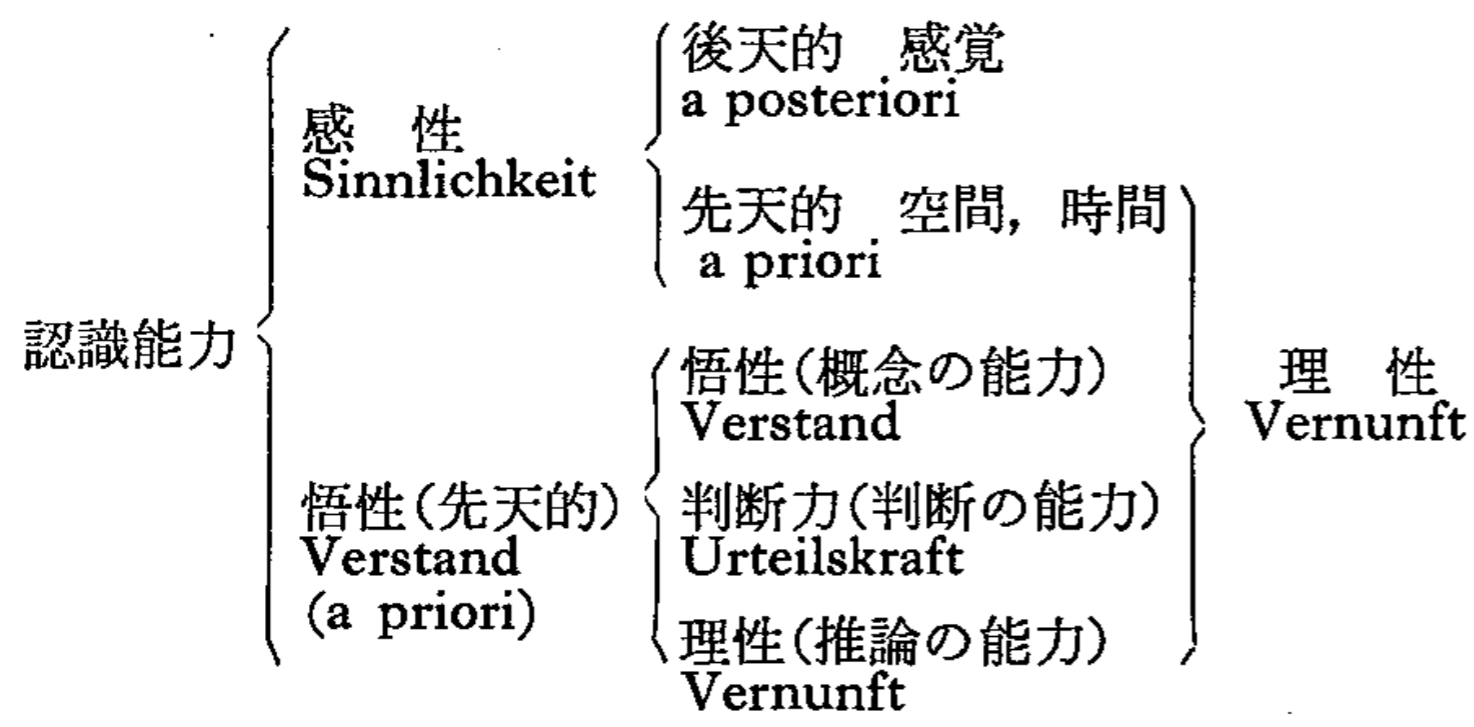 後天的 感覚
a posteriori
感 性
Sinnlichkeit
先天的 空間，時間
a priori
認識能力
悟性(概念の能力)
Verstand
理 性
Vernunft
悟性(先天的)
Verstand
(a priori)
判断力(判断の能力)
Urteilskraft
理性(推論の能力)
Vernunft